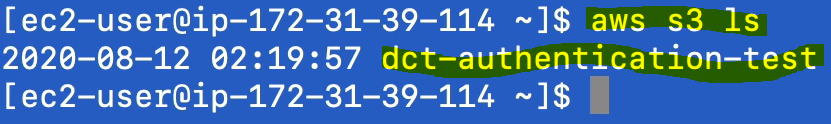 [ec2-user@ip-172-31-39-114 ~]$ aws s3 ls
2020-08-12 02:19:57 dct-authentication-test
[ec2-user@ip-172-31-39-114 ~]$